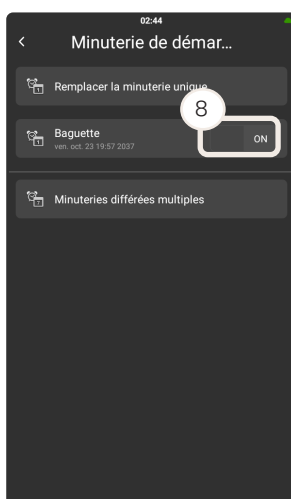 02:44
Minuterie de démar...
Remplacer la minuterie unique
8
Baguette
ON
ven. oct. 23 19:57 2037
Minuteries différées multiples